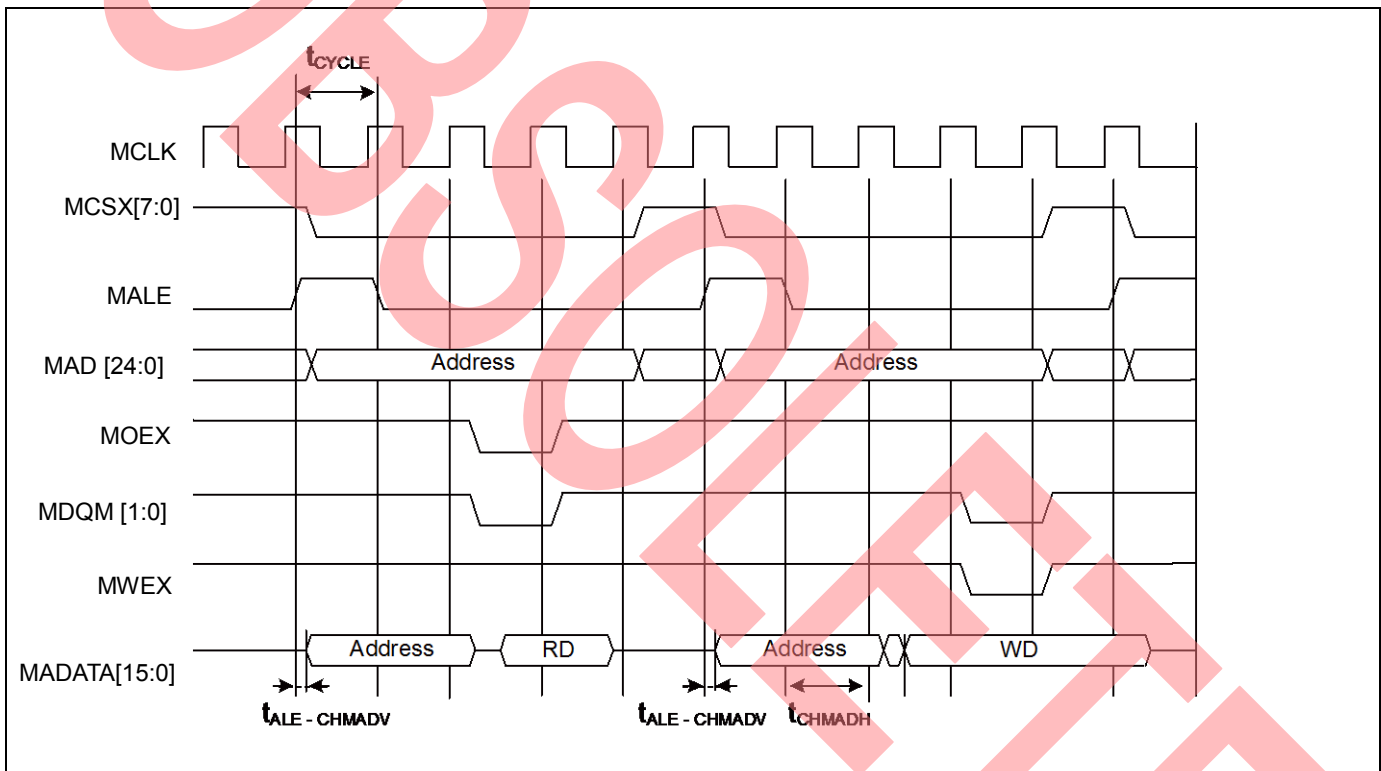 tCYCLE
MCLK
MCSX[7:0]
MALE
MAD [24:0]
Address
Address
MOEX
MDQM [1:0]
MWEX
MADATA[15:0]
Address
RD
Address
WD
tALE - CHMADV
tALE - CHMADV
tCHMADH
OBSOLETE